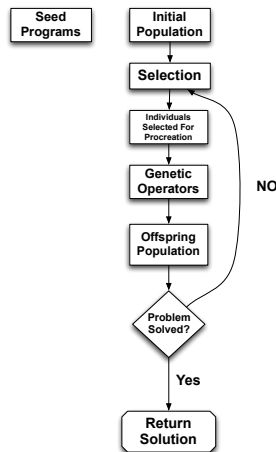 Seed
Programs
Initial
Population
Selection
Individuals
Selected For
Procreation
Genetic
Operators
NO
Offspring
Population
Problem
Solved?
Yes
Return
Solution